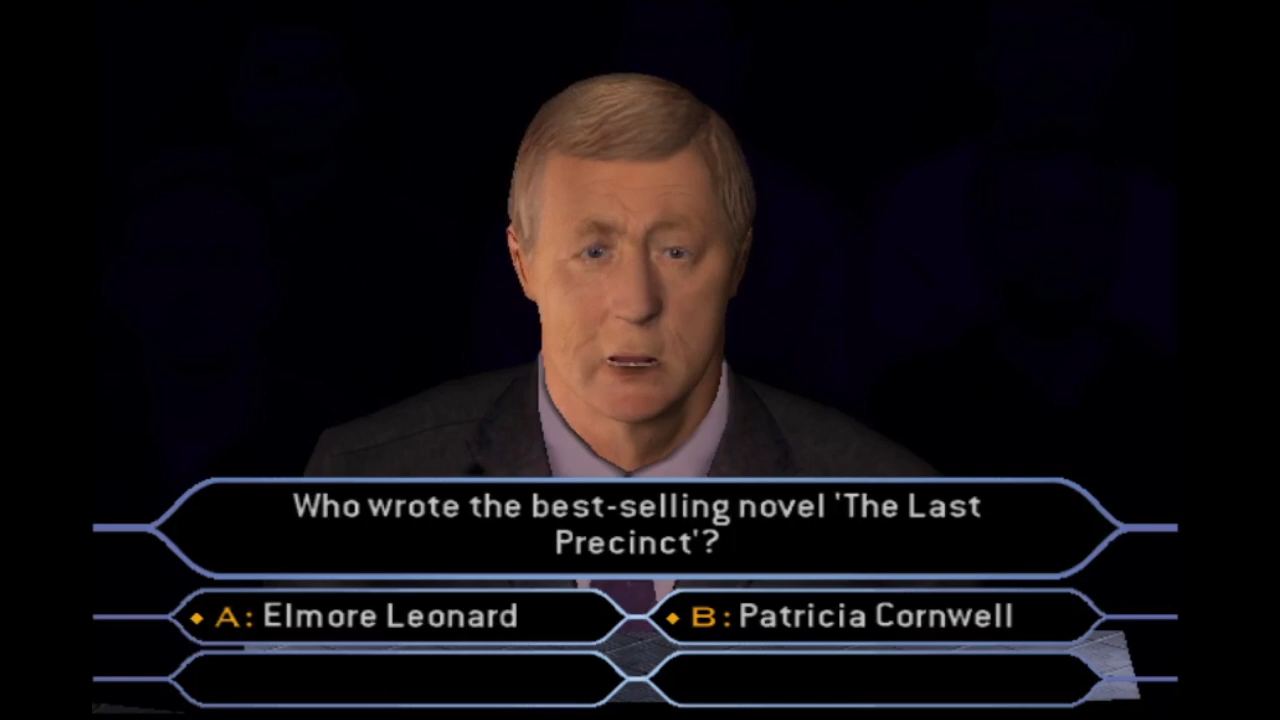 Who wrote the best-selling novel 'The Last
Precinct'?
A: Elmore Leonard
B: Patricia Cornwell